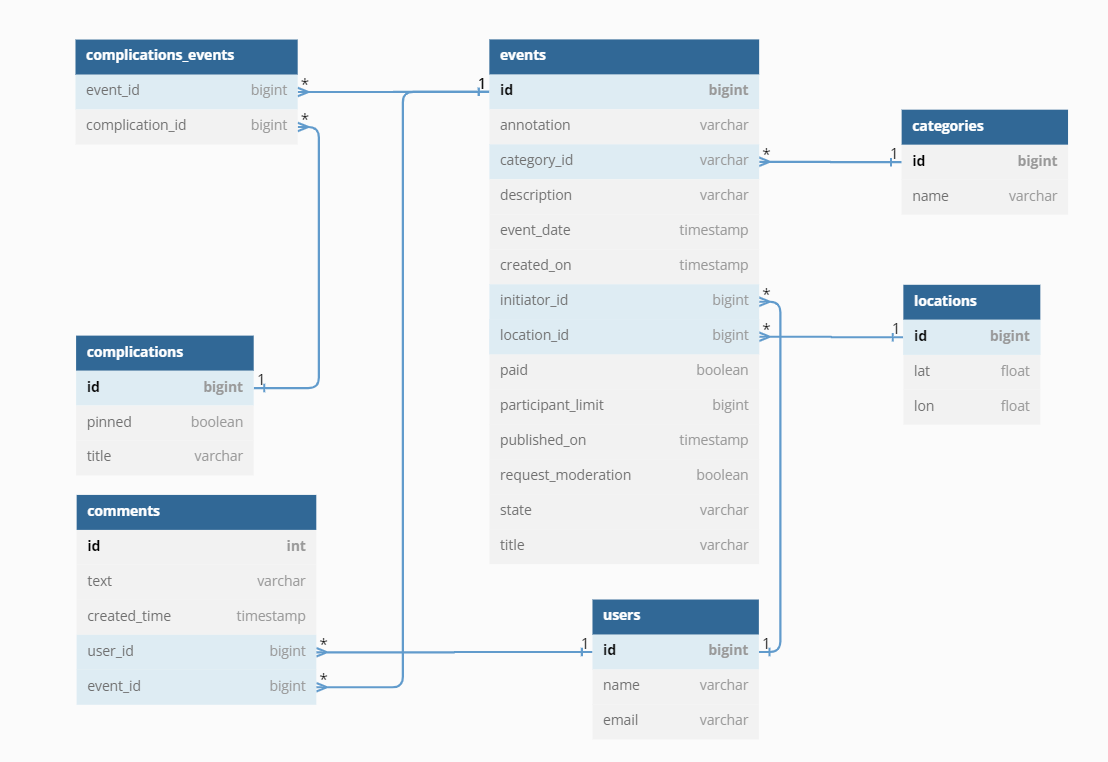 complications_events
event_id bigint *
complication_id bigint *
events
1 id bigint
annotation varchar
category_id varchar *
description varchar
event_date timestamp
created_on timestamp
initiator_id bigint *
location_id bigint *
paid boolean
participant_limit bigint
published_on timestamp
request_moderation boolean
state varchar
title varchar
categories
1 id bigint
name varchar
locations
1 id bigint
lat float
lon float
complications
id bigint 1
pinned boolean
title varchar
comments
id int
text varchar
created_time timestamp
user_id bigint *
event_id bigint *
users
1 id bigint 1
name varchar
email varchar